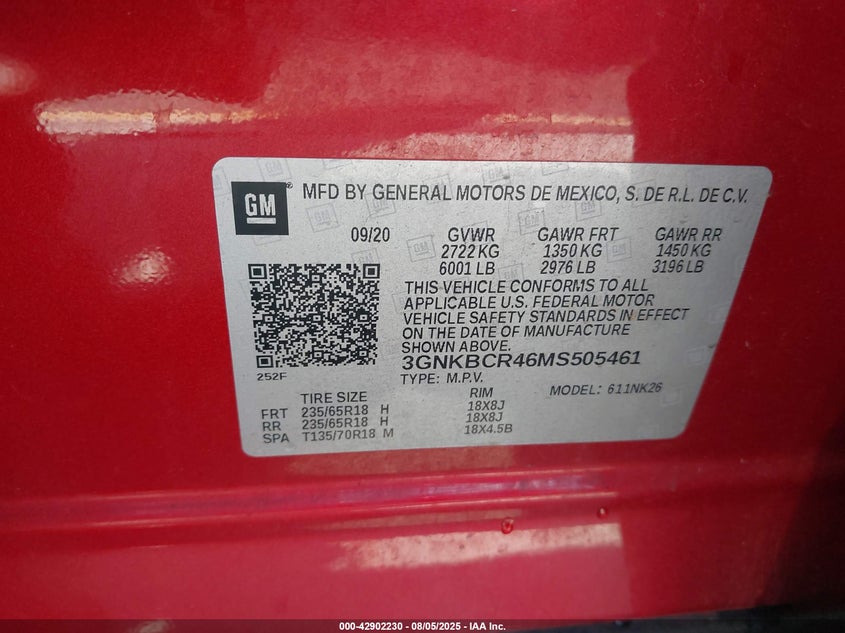 GM® MFD BY GENERAL MOTORS DE MEXICO, S. DE R.L. DE C.V.
09/20 GVWR GAWR FRT GAWR RR
2722 KG 1350 KG 1450 KG
6001 LB 2976 LB 3196 LB
THIS VEHICLE CONFORMS TO ALL
APPLICABLE U.S. FEDERAL MOTOR
VEHICLE SAFETY STANDARDS IN EFFECT
ON THE DATE OF MANUFACTURE
SHOWN ABOVE.
3GNKBCR46MS505461
252F TYPE: M.P.V. MODEL: 611NK26
TIRE SIZE RIM
FRT 235/65R18 H 18X8J
RR 235/65R18 H 18X8J
SPA T135/70R18 M 18X4.5B
000-42902230 - 08/05/2025 - IAA Inc.